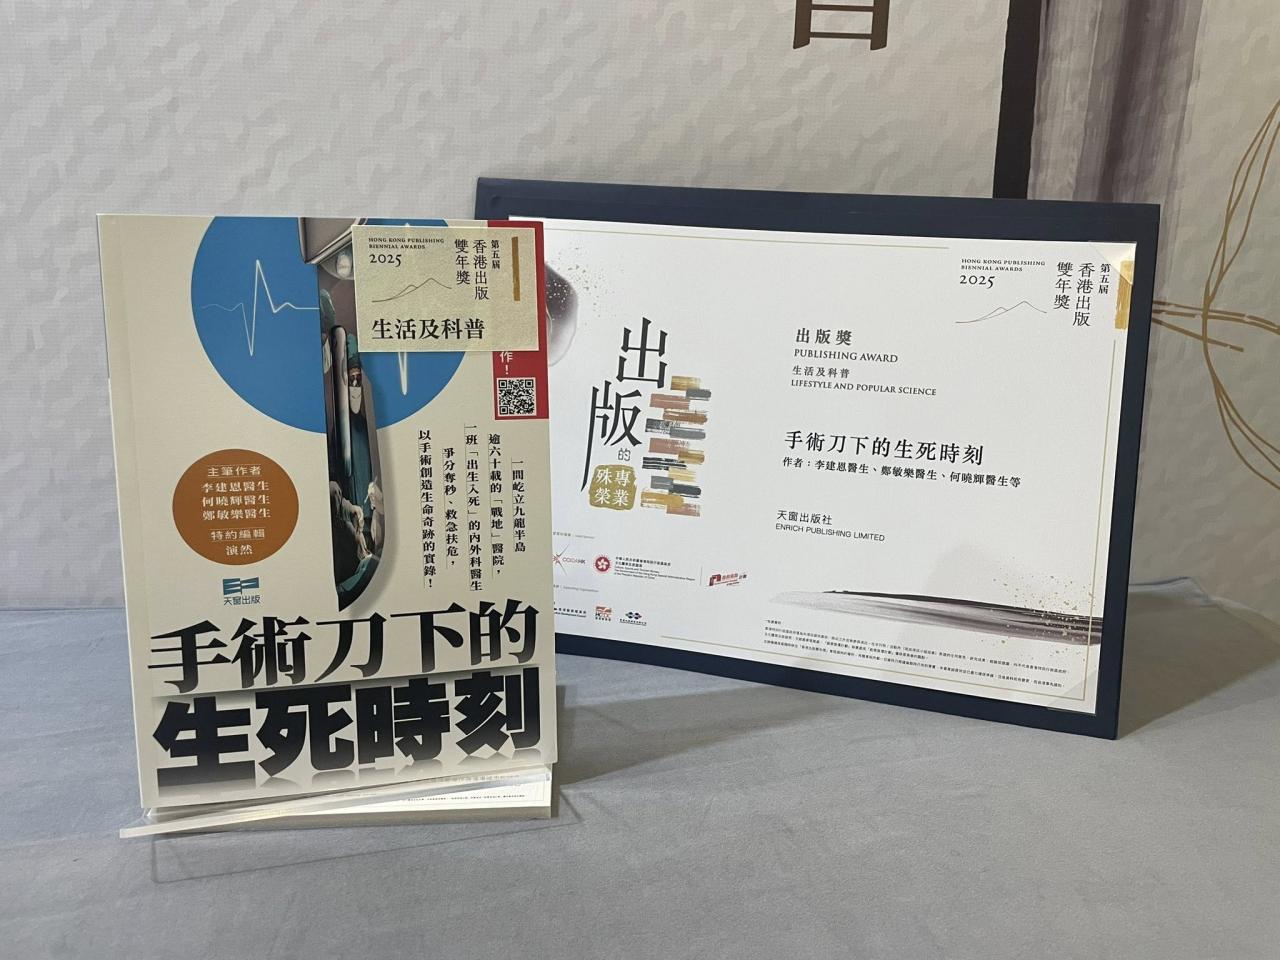 HONG KONG PUBLISHING
BIENNIAL AWARDS
2025
第五屆
香港出版
雙年獎
生活及科普
作！
一間屹立九龍半島
逾六十載的「戰地」醫院，
一班「出生入死」的內外科醫生
爭分奪秒、救急扶危，
以手術創造生命奇跡的實錄！
主筆作者
李建恩醫生
何曉輝醫生
鄭敏樂醫生
特約編輯
演然
天窗出版
手術刀下的
生死時刻
出版的
專業
殊榮
HONG KONG PUBLISHING
BIENNIAL AWARDS
2025
第五屆
香港出版
雙年獎
出版獎
PUBLISHING AWARD
生活及科普
LIFESTYLE AND POPULAR SCIENCE
手術刀下的生死時刻
作者：李建恩醫生、鄭敏樂醫生、何曉輝醫生等
天窗出版社
ENRICH PUBLISHING LIMITED